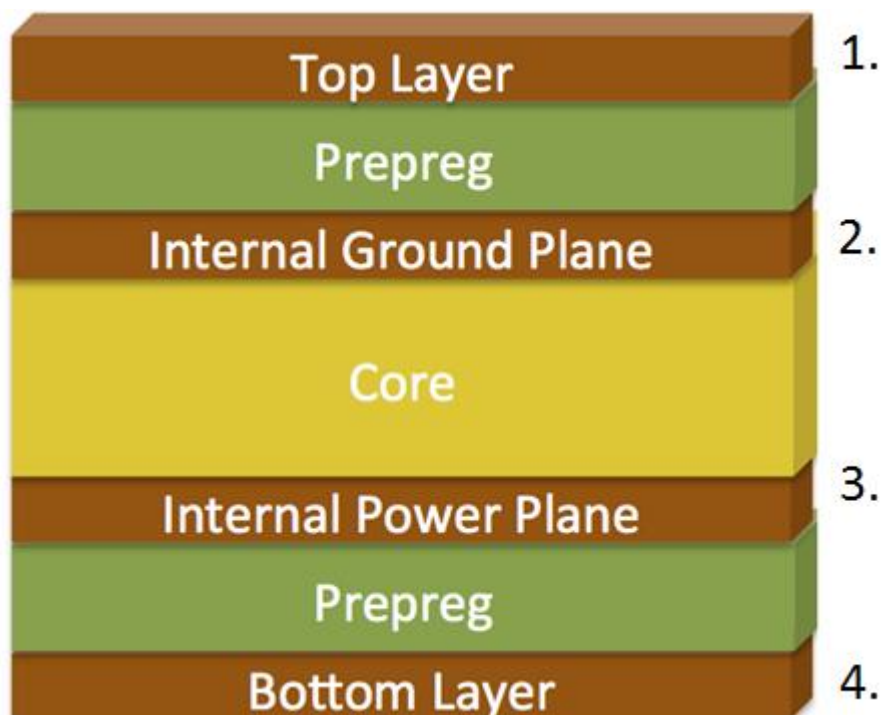 Top Layer 1.
Prepreg
Internal Ground Plane 2.
Core
3.
Internal Power Plane
Prepreg
Bottom Layer 4.